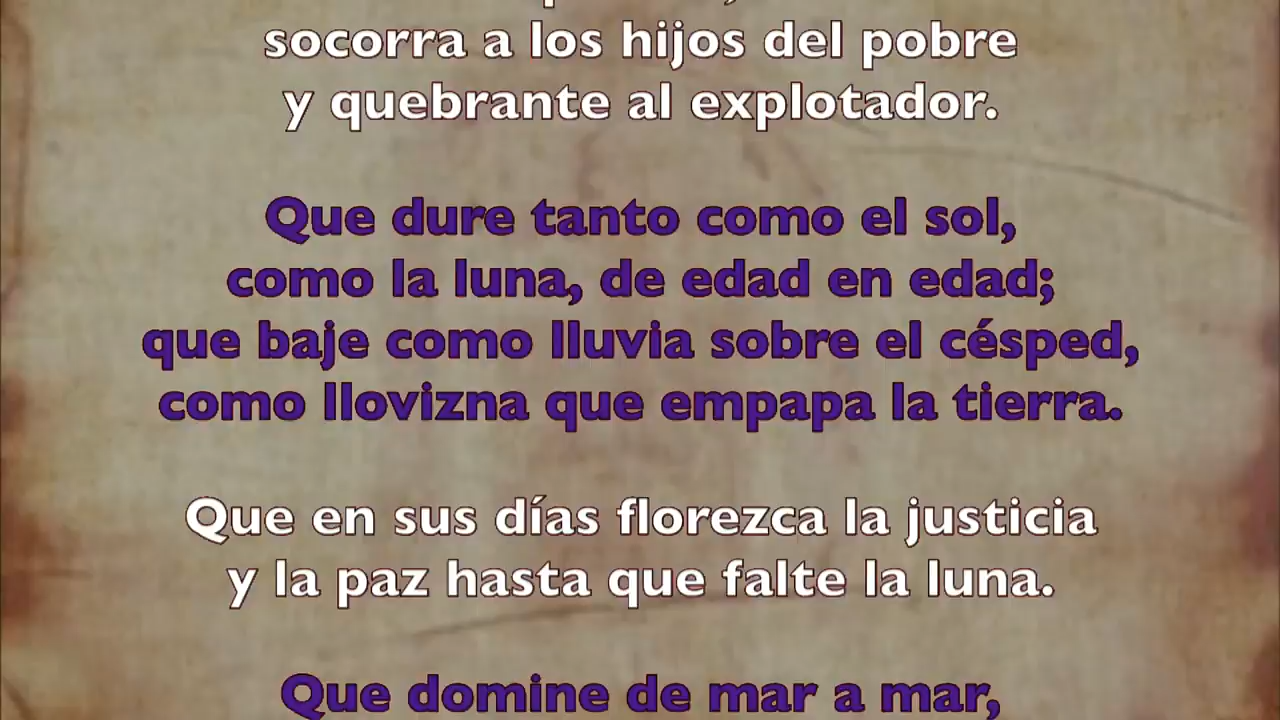 socorra a los hijos del pobre
y quebrante al explotador.
Que dure tanto como el sol,
como la luna, de edad en edad;
que baje como lluvia sobre el césped,
como llovizna que empapa la tierra.
Que en sus días florezca la justicia
y la paz hasta que falte la luna.
Que domine de mar a mar,